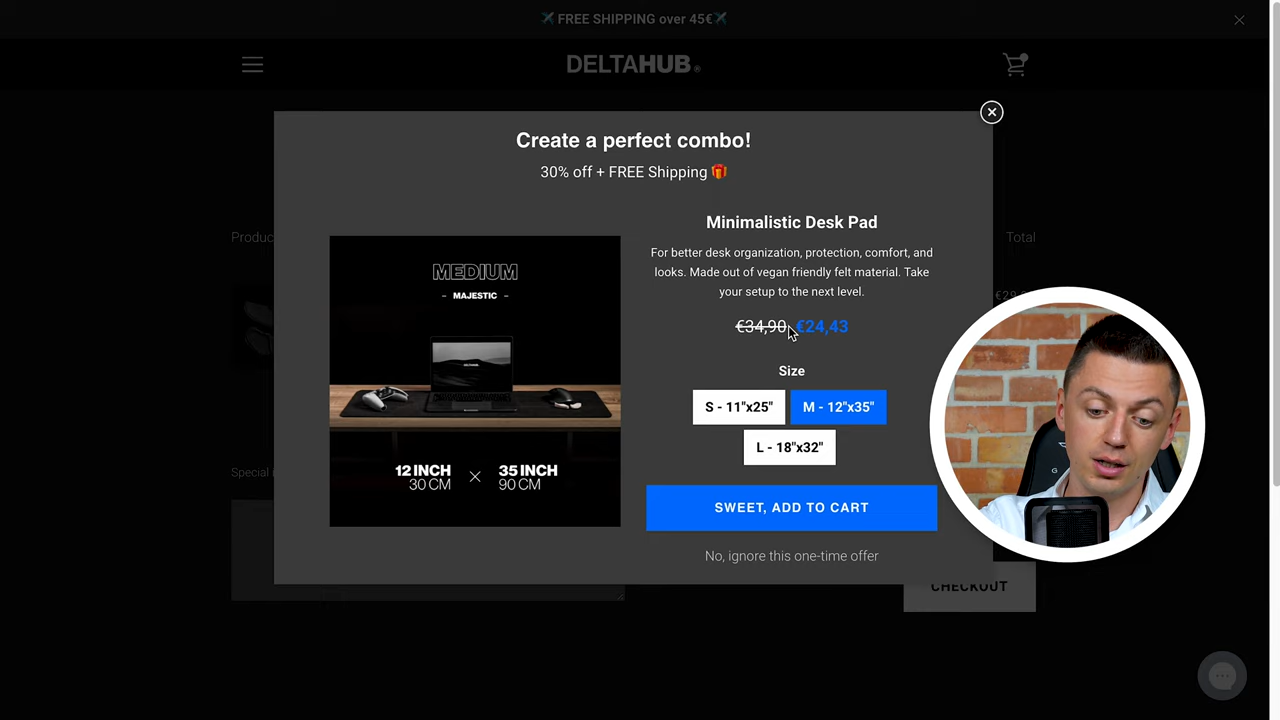 ✈️ FREE SHIPPING over 45€✈️
DELTAHUB®
Create a perfect combo!
30% off + FREE Shipping 🎁
Produc
Total
Minimalistic Desk Pad
For better desk organization, protection, comfort, and
looks. Made out of vegan friendly felt material. Take
your setup to the next level.
€34,90 €24,43
MEDIUM
- MAJESTIC -
Size
S - 11"x25"
M - 12"x35"
L - 18"x32"
12 INCH
30 CM
35 INCH
90 CM
Special
SWEET, ADD TO CART
No, ignore this one-time offer
CHECKOUT